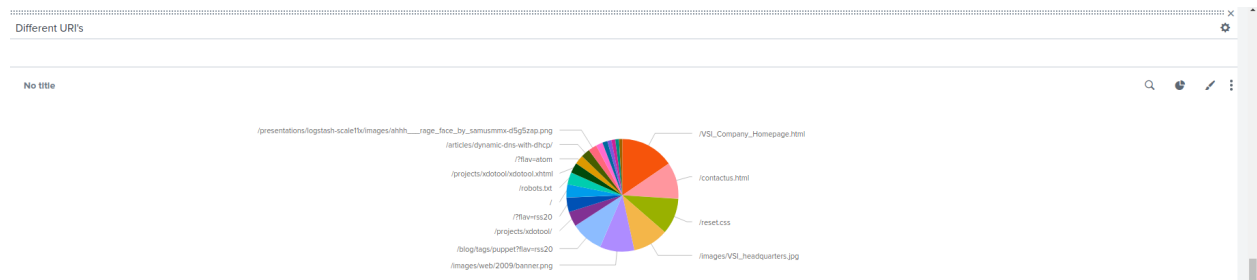 Different URI's
No title
/presentations/logstash-scale11x/images/ahhh___rage_face_by_samusmmx-d5g5zap.png
/articles/dynamic-dns-with-dhcp/
/?flav=atom
/projects/xdotool/xdotool.xhtml
/robots.txt
/
/?flav=rss20
/projects/xdotool/
/blog/tags/puppet?flav=rss20
/images/web/2009/banner.png
/VSI_Company_Homepage.html
/contactus.html
/reset.css
/images/VSI_headquarters.jpg